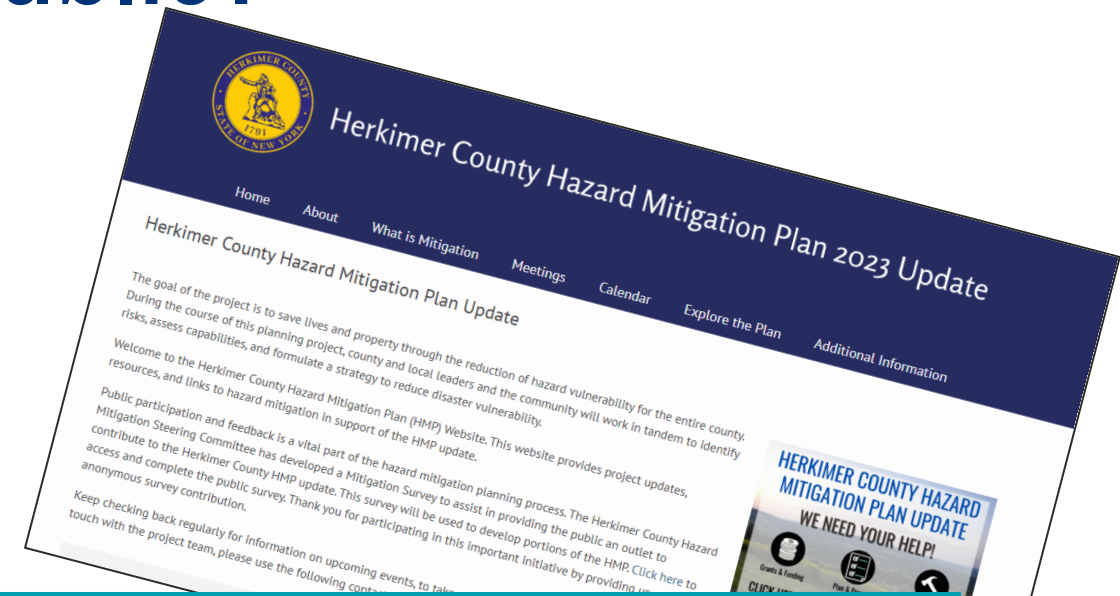 HERKIMER COUNTY
STATE OF NEW YORK
1791
Herkimer County Hazard Mitigation Plan 2023 Update
Home About What is Mitigation Meetings Calendar Explore the Plan Additional Information
Herkimer County Hazard Mitigation Plan Update
The goal of the project is to save lives and property through the reduction of hazard vulnerability for the entire county.
During the course of this planning project, county and local leaders and the community will work in tandem to identify
risks, assess capabilities, and formulate a strategy to reduce disaster vulnerability.
Welcome to the Herkimer County Hazard Mitigation Plan (HMP) Website. This website provides project updates,
resources, and links to hazard mitigation in support of the HMP update.
Public participation and feedback is a vital part of the hazard mitigation planning process. The Herkimer County Hazard
Mitigation Steering Committee has developed a Mitigation Survey to assist in providing the public an outlet to
contribute to the Herkimer County HMP update. This survey will be used to develop portions of the HMP. Click here to
access and complete the public survey. Thank you for participating in this important initiative by providing
anonymous survey contribution.
Keep checking back regularly for information on upcoming events, to
touch with the project team, please use the following
HERKIMER COUNTY HAZARD
MITIGATION PLAN UPDATE
WE NEED YOUR HELP!
Grants & Funding